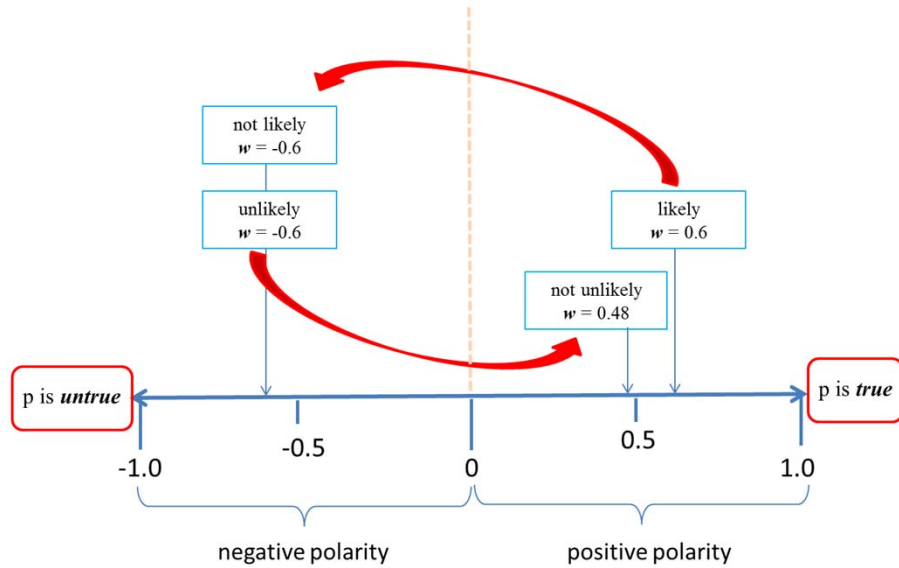 not likely
w = -0.6
unlikely
w = -0.6
likely
w = 0.6
not unlikely
w = 0.48
p is untrue
p is true
-1.0
-0.5
0
0.5
1.0
negative polarity
positive polarity